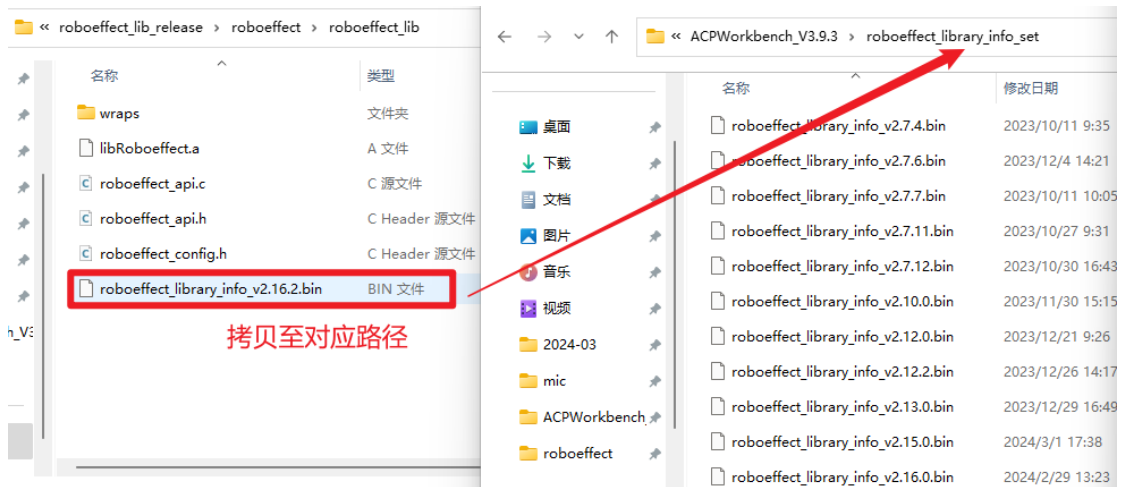 « roboeffect_lib_release › roboeffect › roboeffect_lib
名称 类型
wraps 文件夹
libRoboeffect.a A 文件
roboeffect_api.c C 源文件
roboeffect_api.h C Header 源文件
roboeffect_config.h C Header 源文件
roboeffect_library_info_v2.16.2.bin BIN 文件
拷贝至对应路径
h_V3
« ACPWorkbench_V3.9.3 › roboeffect_library_info_set
桌面
下载
文档
图片
音乐
视频
2024-03
mic
ACPWorkbench_
roboeffect
名称 修改日期
roboeffect_library_info_v2.7.4.bin 2023/10/11 9:35
roboeffect_library_info_v2.7.6.bin 2023/12/4 14:21
roboeffect_library_info_v2.7.7.bin 2023/10/11 10:05
roboeffect_library_info_v2.7.11.bin 2023/10/27 9:31
roboeffect_library_info_v2.7.12.bin 2023/10/30 16:43
roboeffect_library_info_v2.10.0.bin 2023/11/30 15:15
roboeffect_library_info_v2.12.0.bin 2023/12/21 9:26
roboeffect_library_info_v2.12.2.bin 2023/12/26 14:17
roboeffect_library_info_v2.13.0.bin 2023/12/29 16:49
roboeffect_library_info_v2.15.0.bin 2024/3/1 17:38
roboeffect_library_info_v2.16.0.bin 2024/2/29 13:23